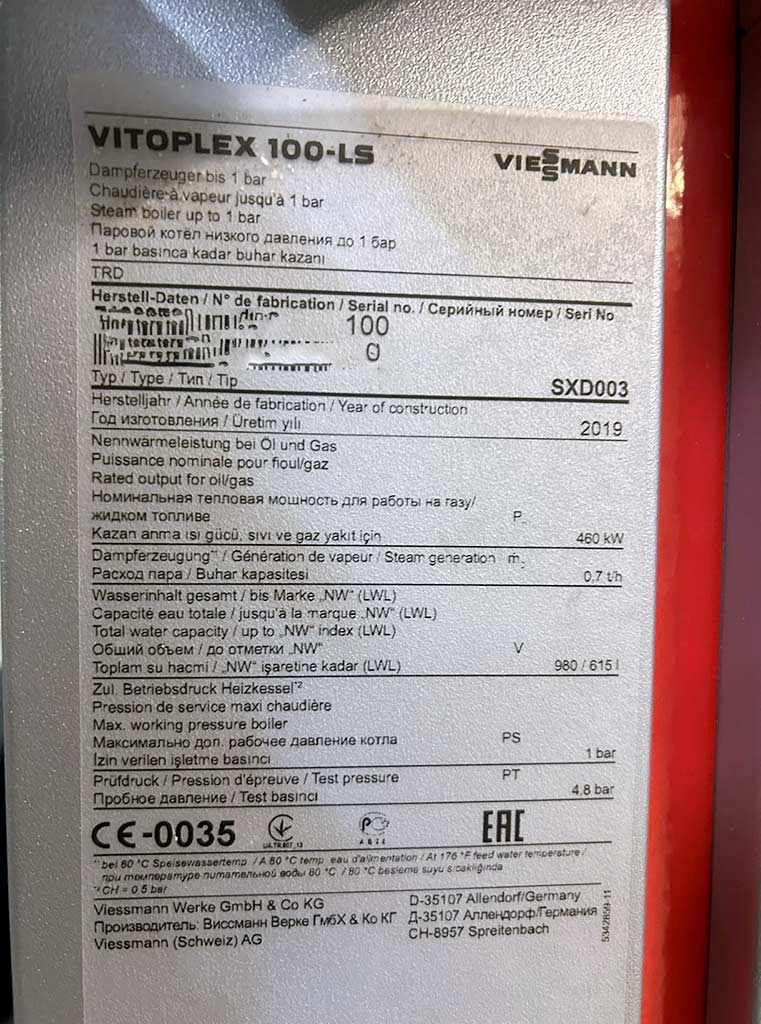 VITOPLEX 100-LS
VIESSMANN
Dampferzeuger bis 1 bar
Chaudière à vapeur jusqu'à 1 bar
Steam boiler up to 1 bar
Паровой котёл низкого давления до 1 бар
1 bar basınca kadar buhar kazanı
TRD
Herstell-Daten / N° de fabrication / Serial no. / Серийный номер / Seri No
100
0
Typ / Type / Тип / Tip SXD003
Herstelljahr / Année de fabrication / Year of construction
Год изготовления / Üretim yılı 2019
Nennwärmeleistung bei Öl und Gas
Puissance nominale pour fioul/gaz
Rated output for oil/gas
Номинальная тепловая мощность для работы на газу/
жидком топливе P
Kazan anma ısı gücü, sıvı ve gaz yakıt için 460 kW
Dampferzeugung*¹ / Génération de vapeur / Steam generation ṁ
Расход пара / Buhar kapasitesi 0,7 t/h
Wasserinhalt gesamt / bis Marke „NW“ (LWL)
Capacité eau totale / jusqu'à la marque „NW“ (LWL)
Total water capacity / up to „NW“ index (LWL)
Общий объем / до отметки „NW“ V
Toplam su hacmi / „NW“ işaretine kadar (LWL) 980 / 615 l
Zul. Betriebsdruck Heizkessel*²
Pression de service maxi chaudière
Max. working pressure boiler
Максимально доп. рабочее давление котла PS
İzin verilen işletme basıncı 1 bar
Prüfdruck / Pression d'épreuve / Test pressure PT
Пробное давление / Test basıncı 4,8 bar
CE-0035
EAC
*¹ bei 80 °C Speisewassertemp. / A 80 °C temp. eau d'alimentation / At 176 °F feed water temperature /
при температуре питательной воды 80 °C / 80 °C besleme suyu sıcaklığında
*² CH = 0.5 bar
Viessmann Werke GmbH & Co KG D-35107 Allendorf/Germany
Производитель: Виссманн Верке ГмбХ & Ко КГ Д-35107 Аллендорф/Германия
Viessmann (Schweiz) AG CH-8957 Spreitenbach
5342859-11